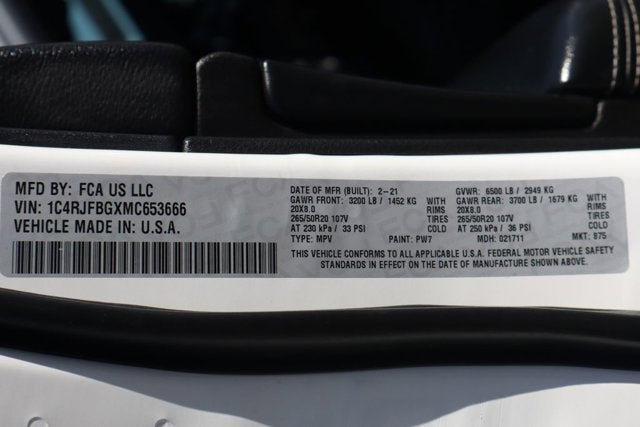 MFD BY: FCA US LLC
VIN: 1C4RJFBGXMC653666
VEHICLE MADE IN U.S.A.
DATE OF MFR (BUILT): 2-21 GVWR: 6500 LB / 2949 KG
GAWR FRONT: 3200 LB / 1452 KG WITH GAWR REAR: 3700 LB / 1679 KG WITH
20X8.0 RIMS 20X8.0 RIMS
265/50R20 107V TIRES 265/50R20 107V TIRES
AT 230 kPa / 33 PSI COLD AT 250 kPa / 36 PSI COLD
TYPE: MPV PAINT: PW7 MDH: 021711 MKT: 875
THIS VEHICLE CONFORMS TO ALL APPLICABLE U.S.A. FEDERAL MOTOR VEHICLE SAFETY
STANDARDS IN EFFECT ON THE DATE OF MANUFACTURE SHOWN ABOVE.